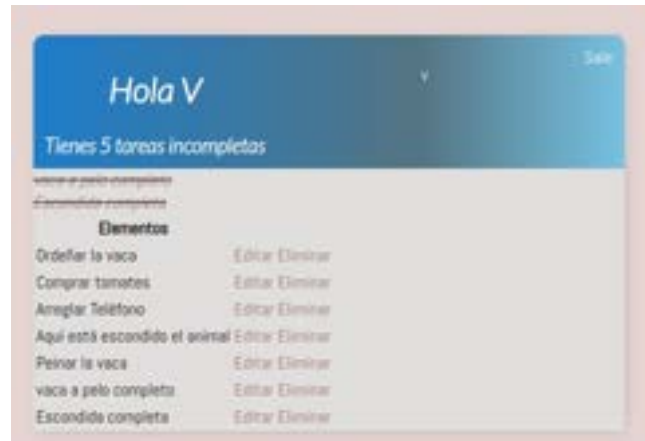 Sale
Hola V
v
Tienes 5 tareas incompletas
vaca a pelo completo
Escondida completa
Elementos
Ordeñar la vaca Editar Eliminar
Comprar tomates Editar Eliminar
Arreglar Teléfono Editar Eliminar
Aquí está escondido el animal Editar Eliminar
Peinar la vaca Editar Eliminar
vaca a pelo completo Editar Eliminar
Escondida completa Editar Eliminar